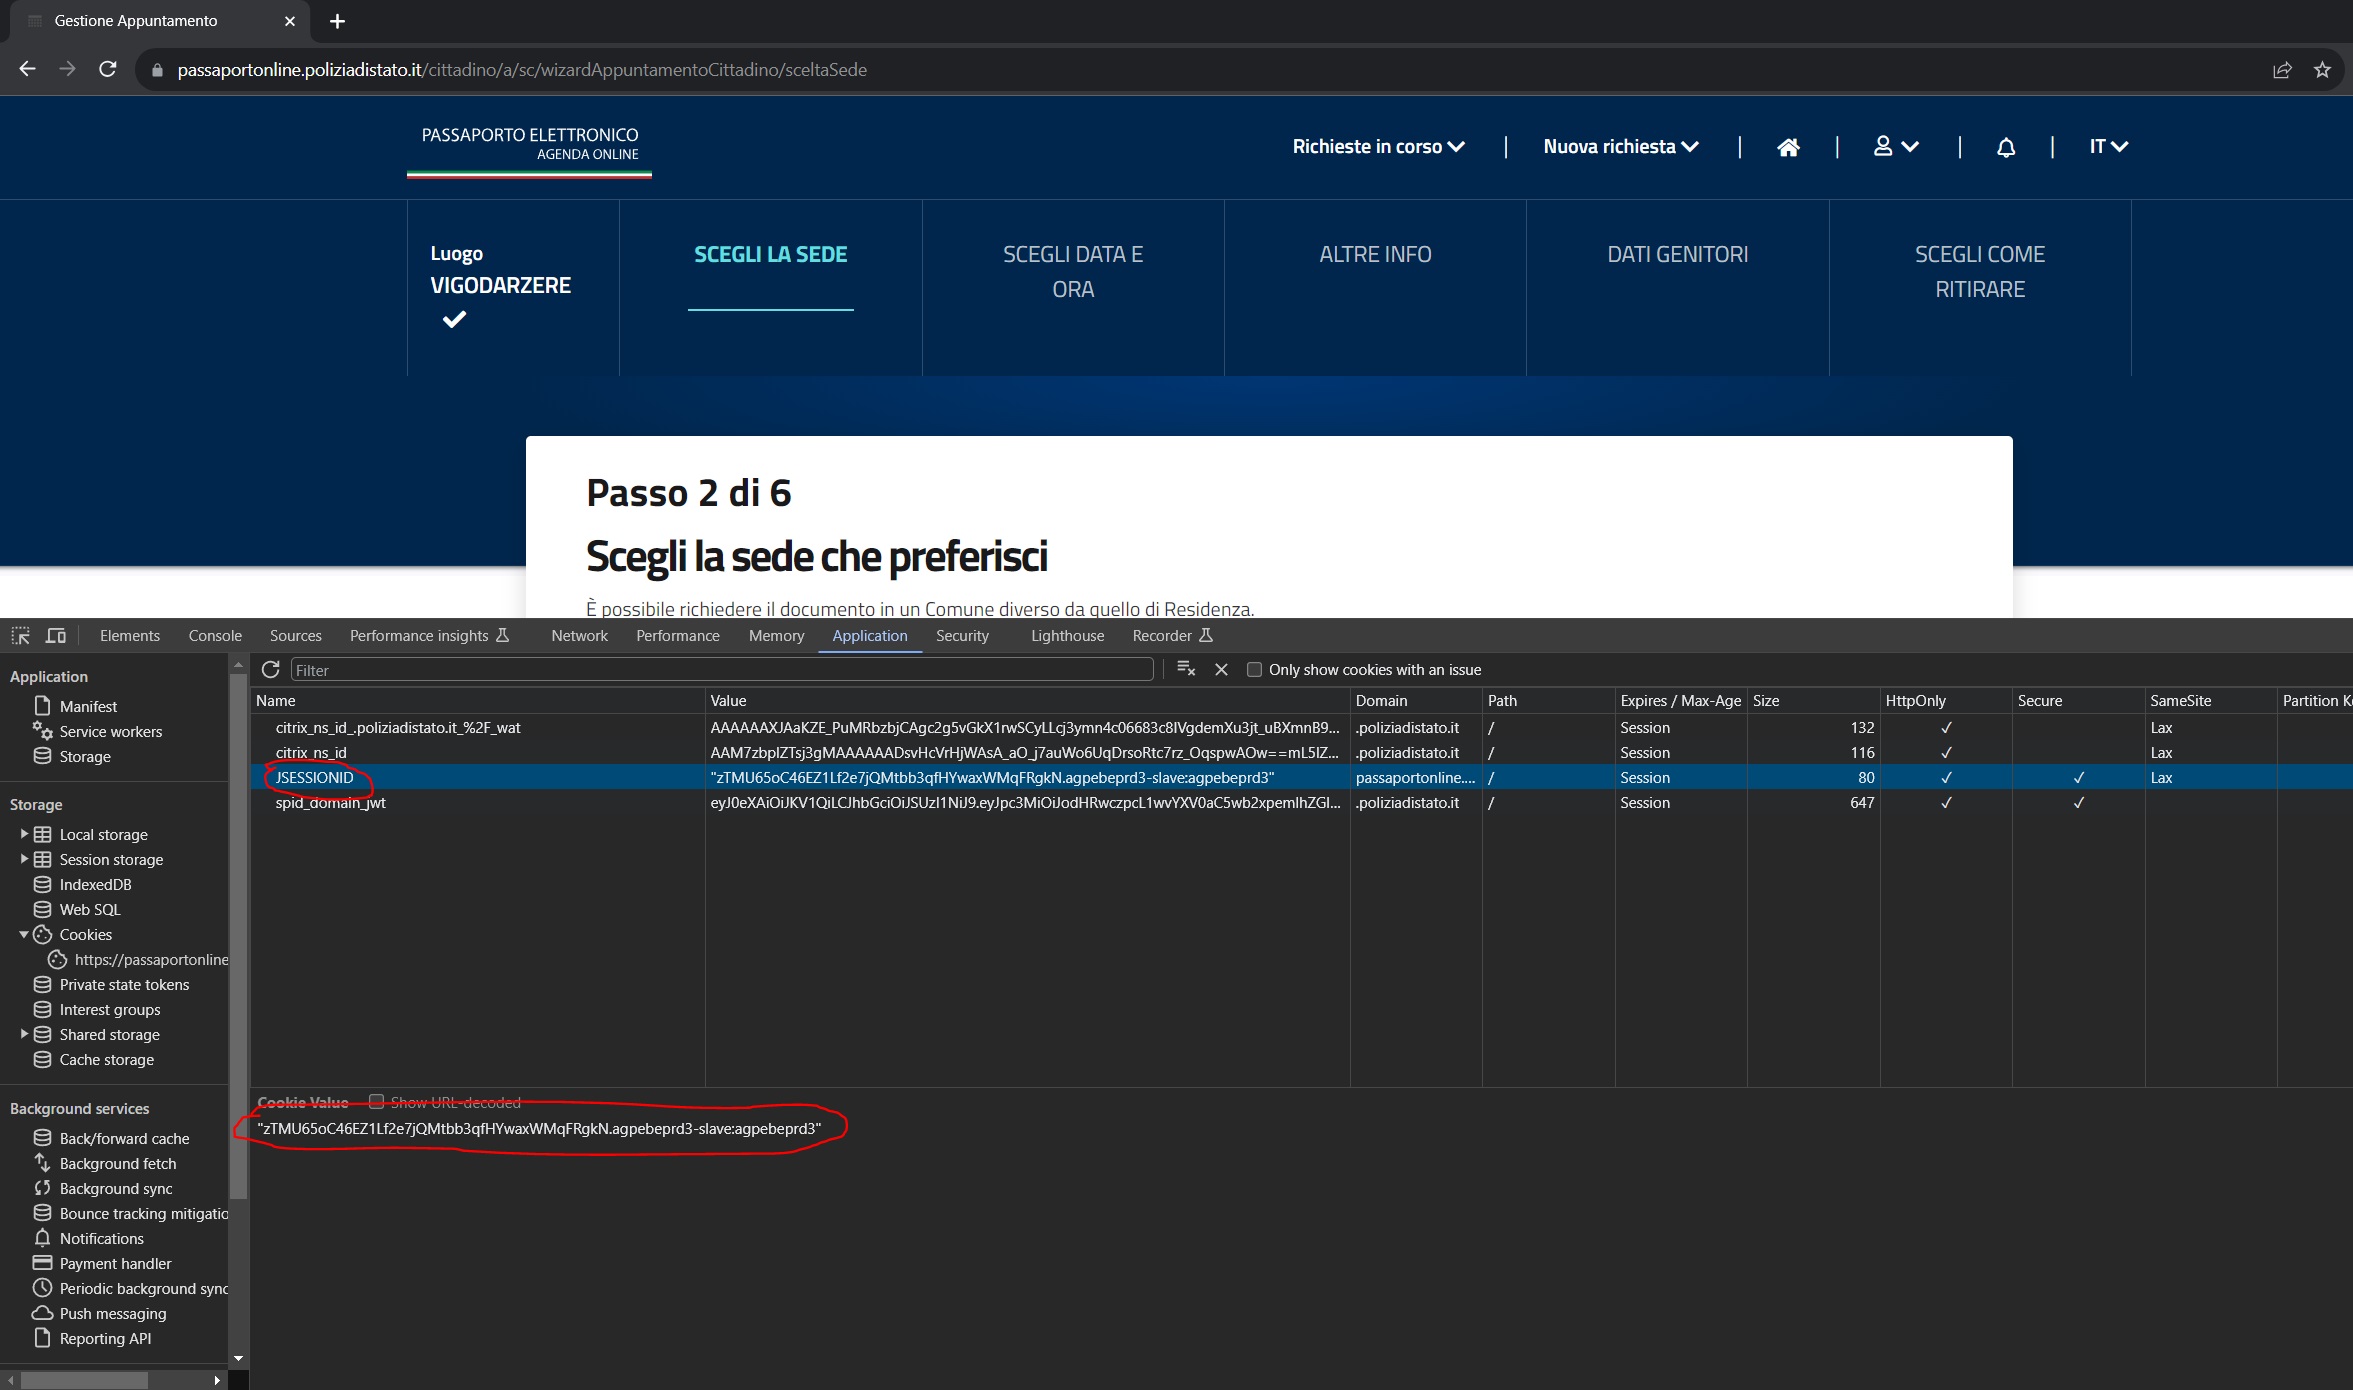 Gestione Appuntamento
passaportonline.poliziadistato.it/cittadino/a/sc/wizardAppuntamentoCittadino/sceltaSede
PASSAPORTO ELETTRONICO
AGENDA ONLINE
Richieste in corso | Nuova richiesta | | | | IT
Luogo
VIGODARZERE
SCEGLI LA SEDE
SCEGLI DATA E
ORA
ALTRE INFO
DATI GENITORI
SCEGLI COME
RITIRARE
Passo 2 di 6
Scegli la sede che preferisci
È possibile richiedere il documento in un Comune diverso da quello di Residenza.
Elements Console Sources Performance insights Network Performance Memory Application Security Lighthouse Recorder
Application
Manifest
Service workers
Storage
Storage
Local storage
Session storage
IndexedDB
Web SQL
Cookies
https://passaportonline
Private state tokens
Interest groups
Shared storage
Cache storage
Background services
Back/forward cache
Background fetch
Background sync
Bounce tracking mitigatio
Notifications
Payment handler
Periodic background sync
Push messaging
Reporting API
Filter
Only show cookies with an issue
Name Value Domain Path Expires / Max-Age Size HttpOnly Secure SameSite Partition K
citrix_ns_id_.poliziadistato.it_%2F_wat .poliziadistato.it / Session 132 ✓ Lax
citrix_ns_id .poliziadistato.it / Session 116 ✓ Lax
JSESSIONID "zTMU65oC46EZ1Lf2e7jQMtbb3qfHYwaxWMqFRgkN.agpebeprd3-slave:agpebeprd3" passaportonline.... / Session 80 ✓ ✓ Lax
spid_domain_jwt .poliziadistato.it / Session 647 ✓ ✓
Cookie Value Show URL-decoded
"zTMU65oC46EZ1Lf2e7jQMtbb3qfHYwaxWMqFRgkN.agpebeprd3-slave:agpebeprd3"